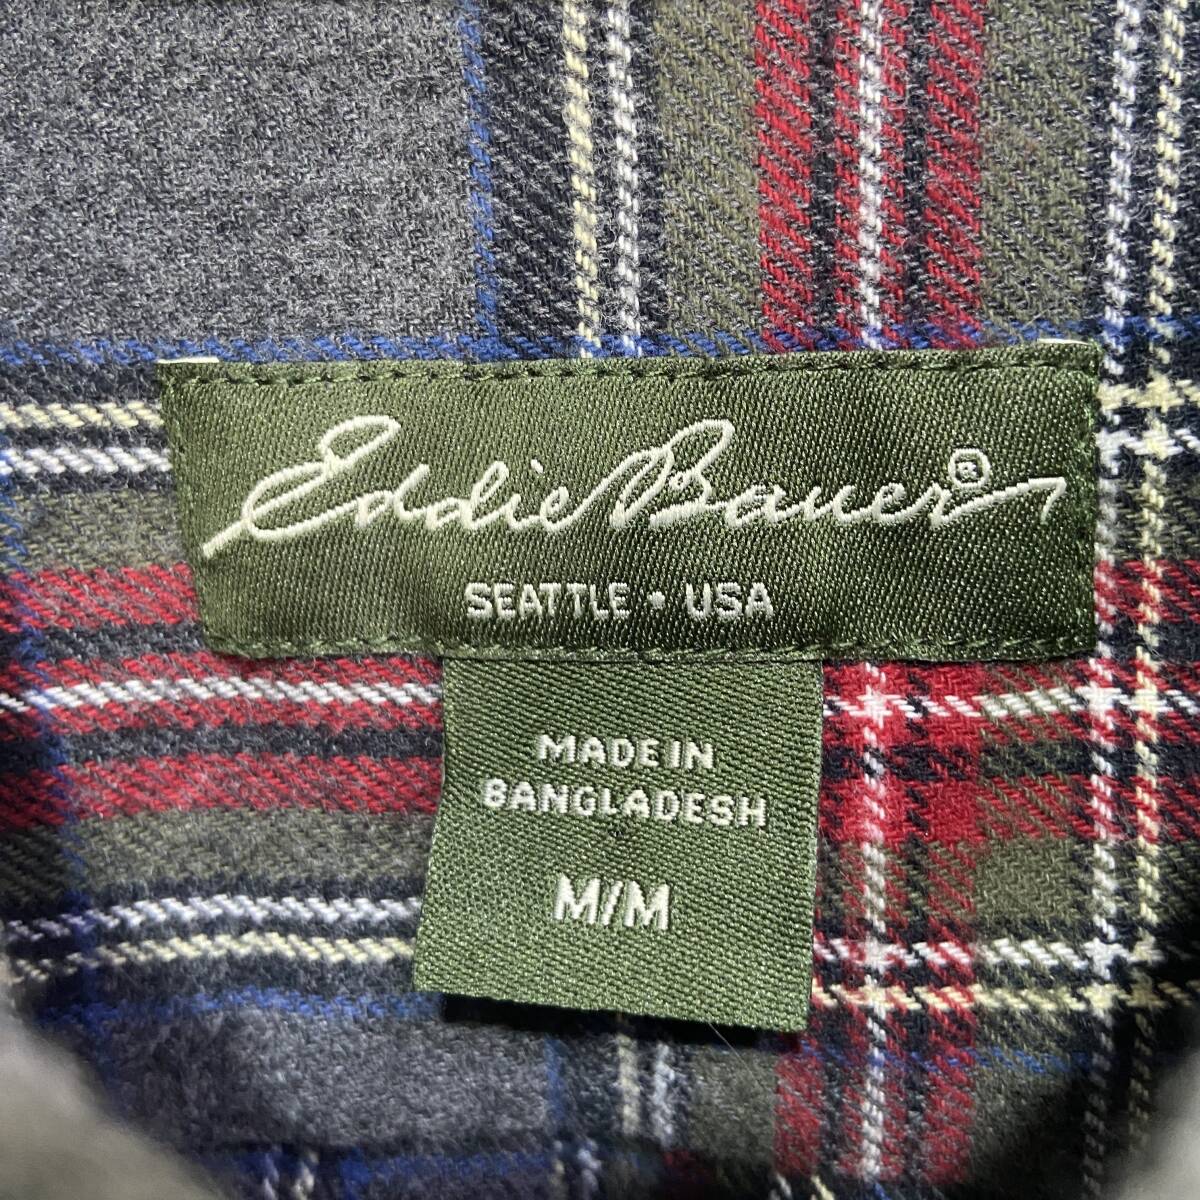 Eddie Bauer®
SEATTLE • USA
MADE IN
BANGLADESH
M/M